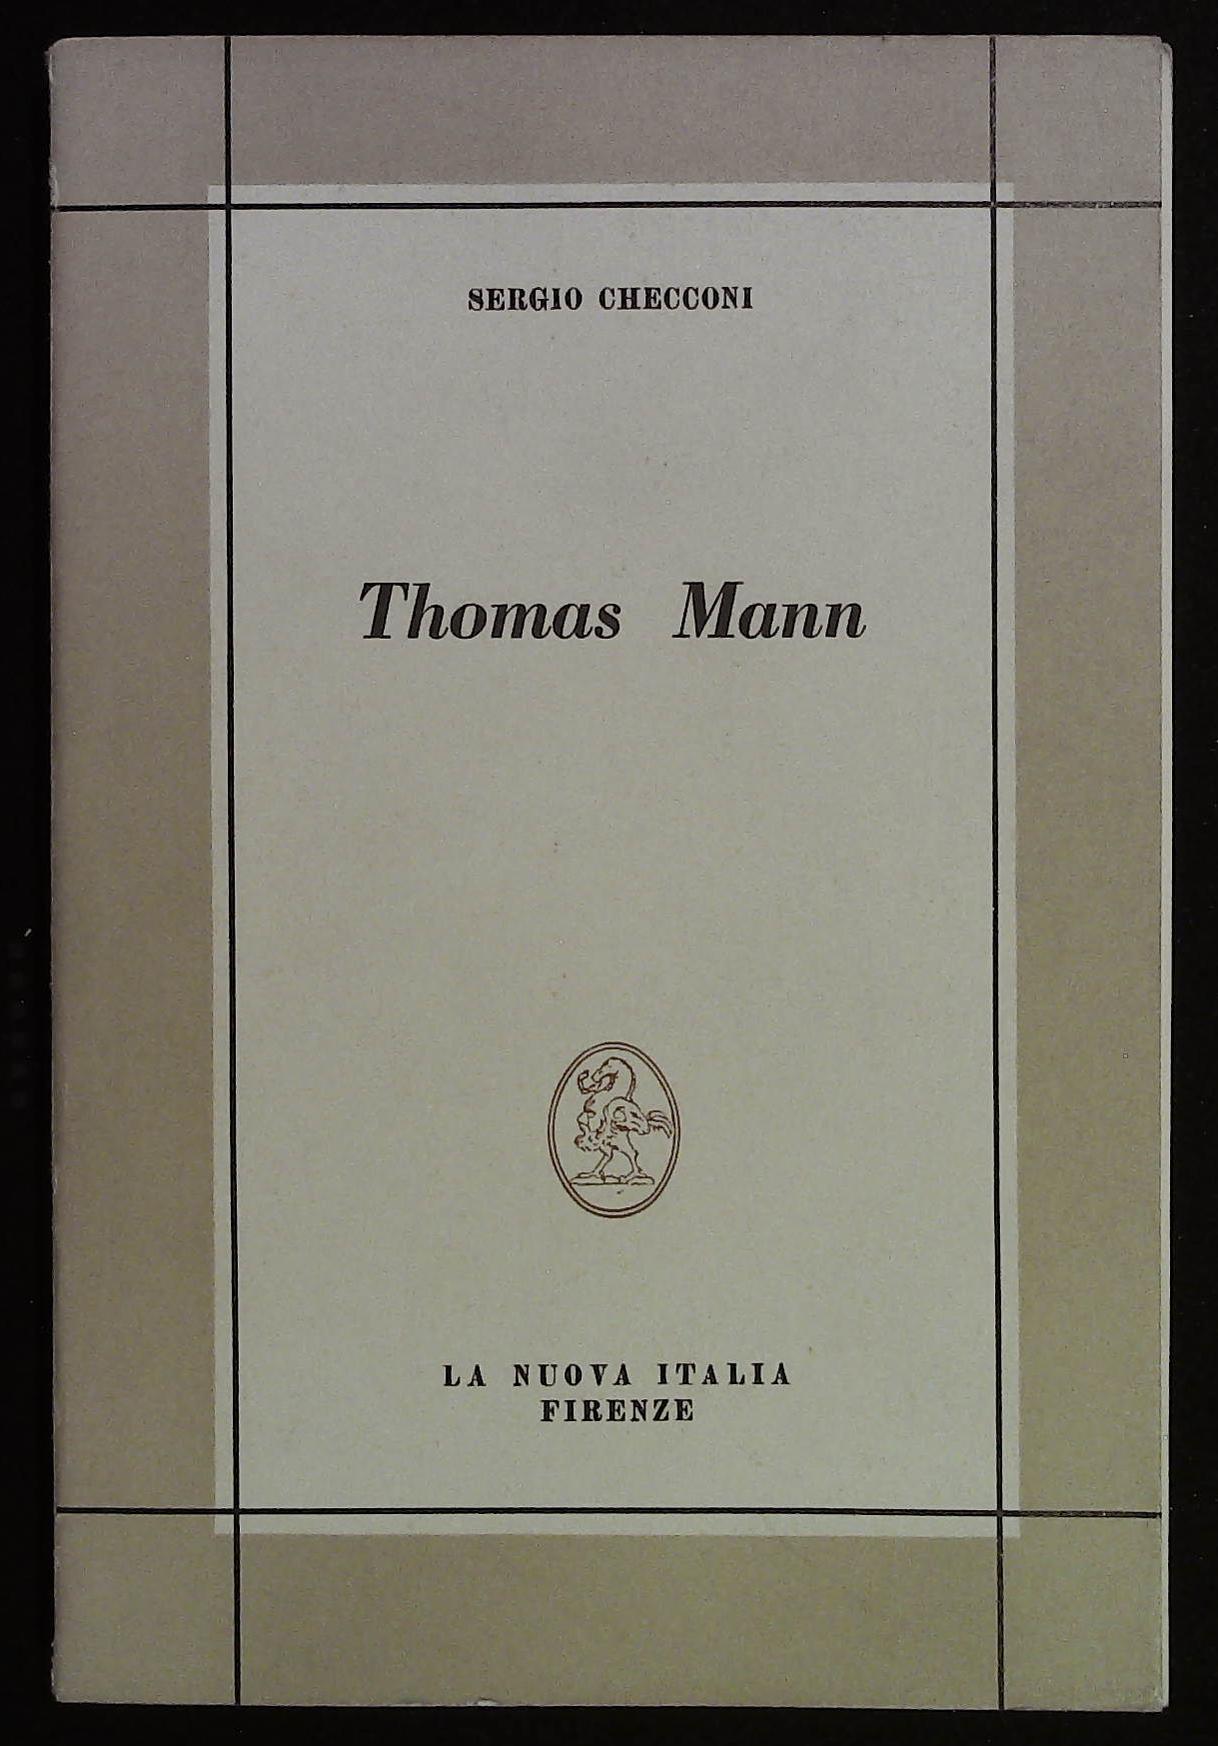 SERGIO CHECCONI
Thomas Mann
LA NUOVA ITALIA
FIRENZE